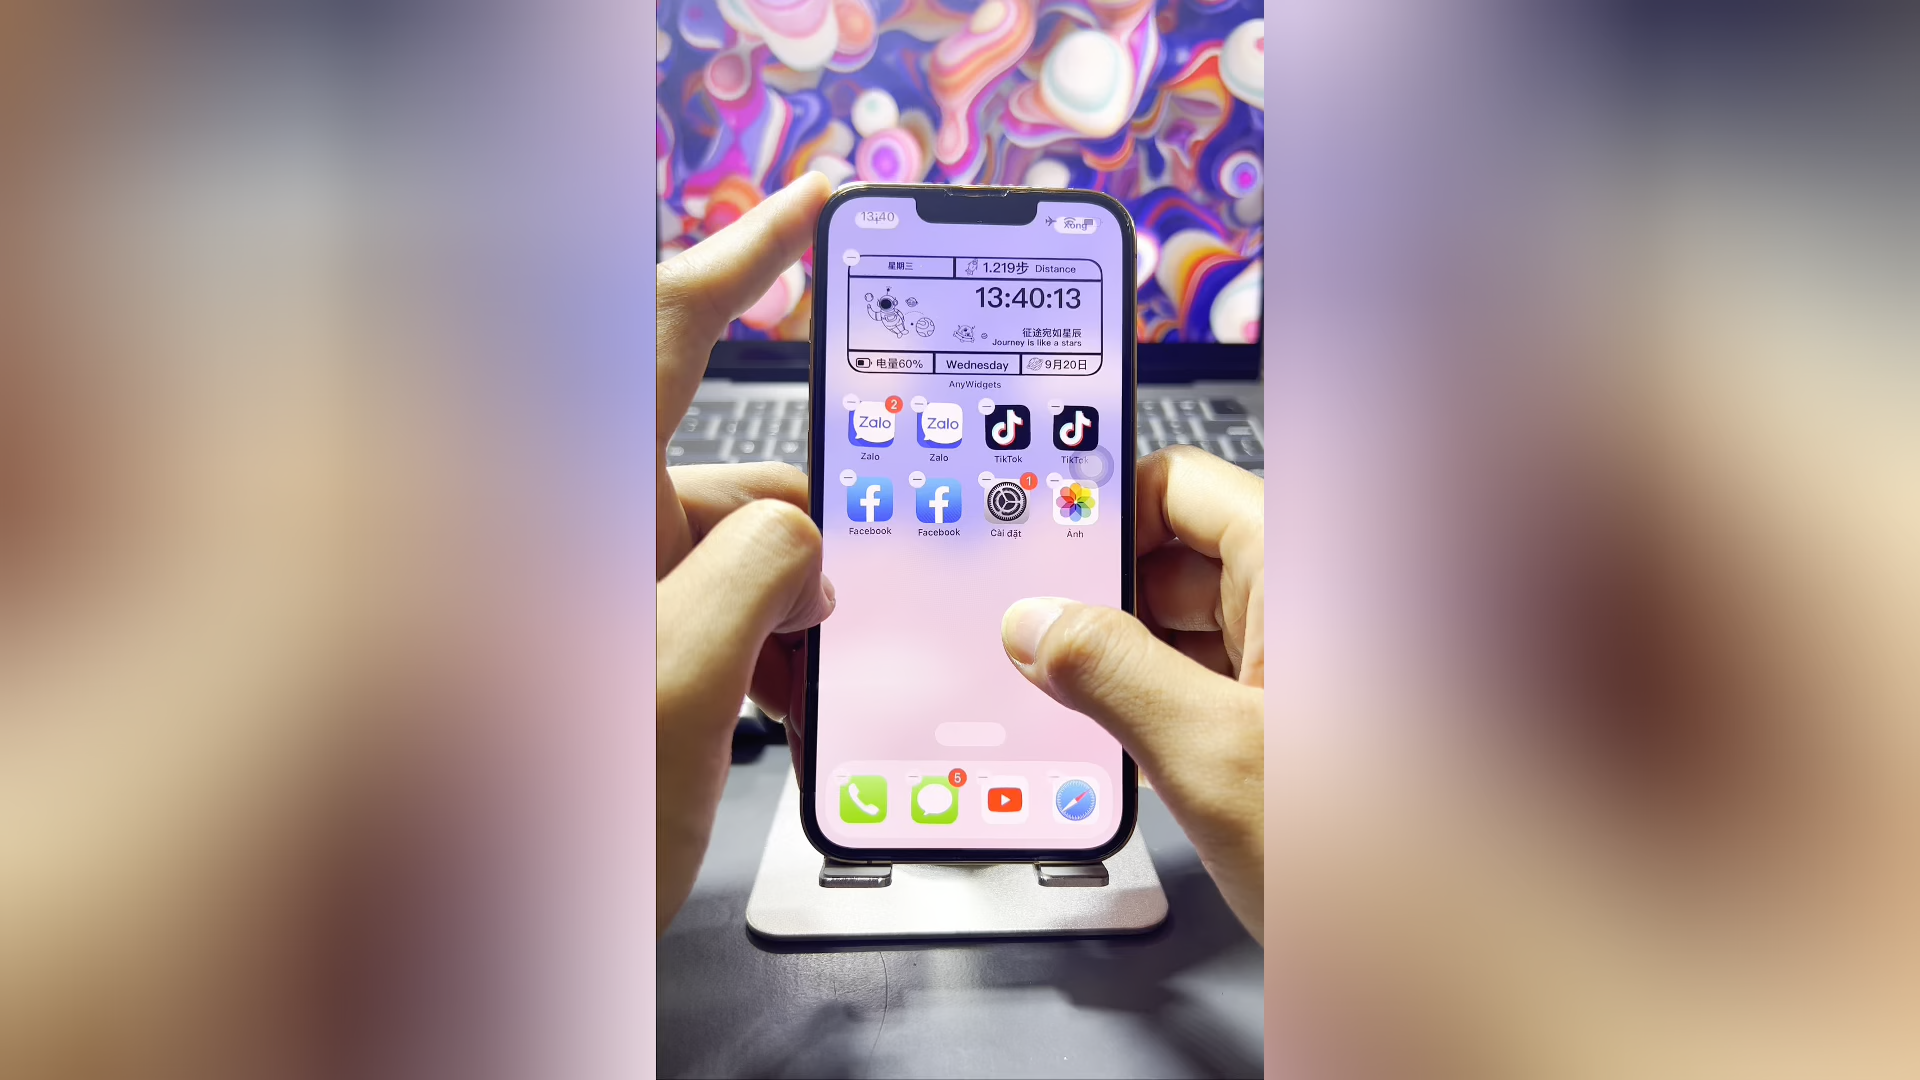 13:40
Xong
星期三
1.219步 Distance
13:40:13
征途宛如星辰
Journey is like a stars
电量60%
Wednesday
9月20日
AnyWidgets
2
Zalo
Zalo
Zalo
Zalo
TikTok
TikTok
1
Facebook
Facebook
Cài đặt
Ảnh
5